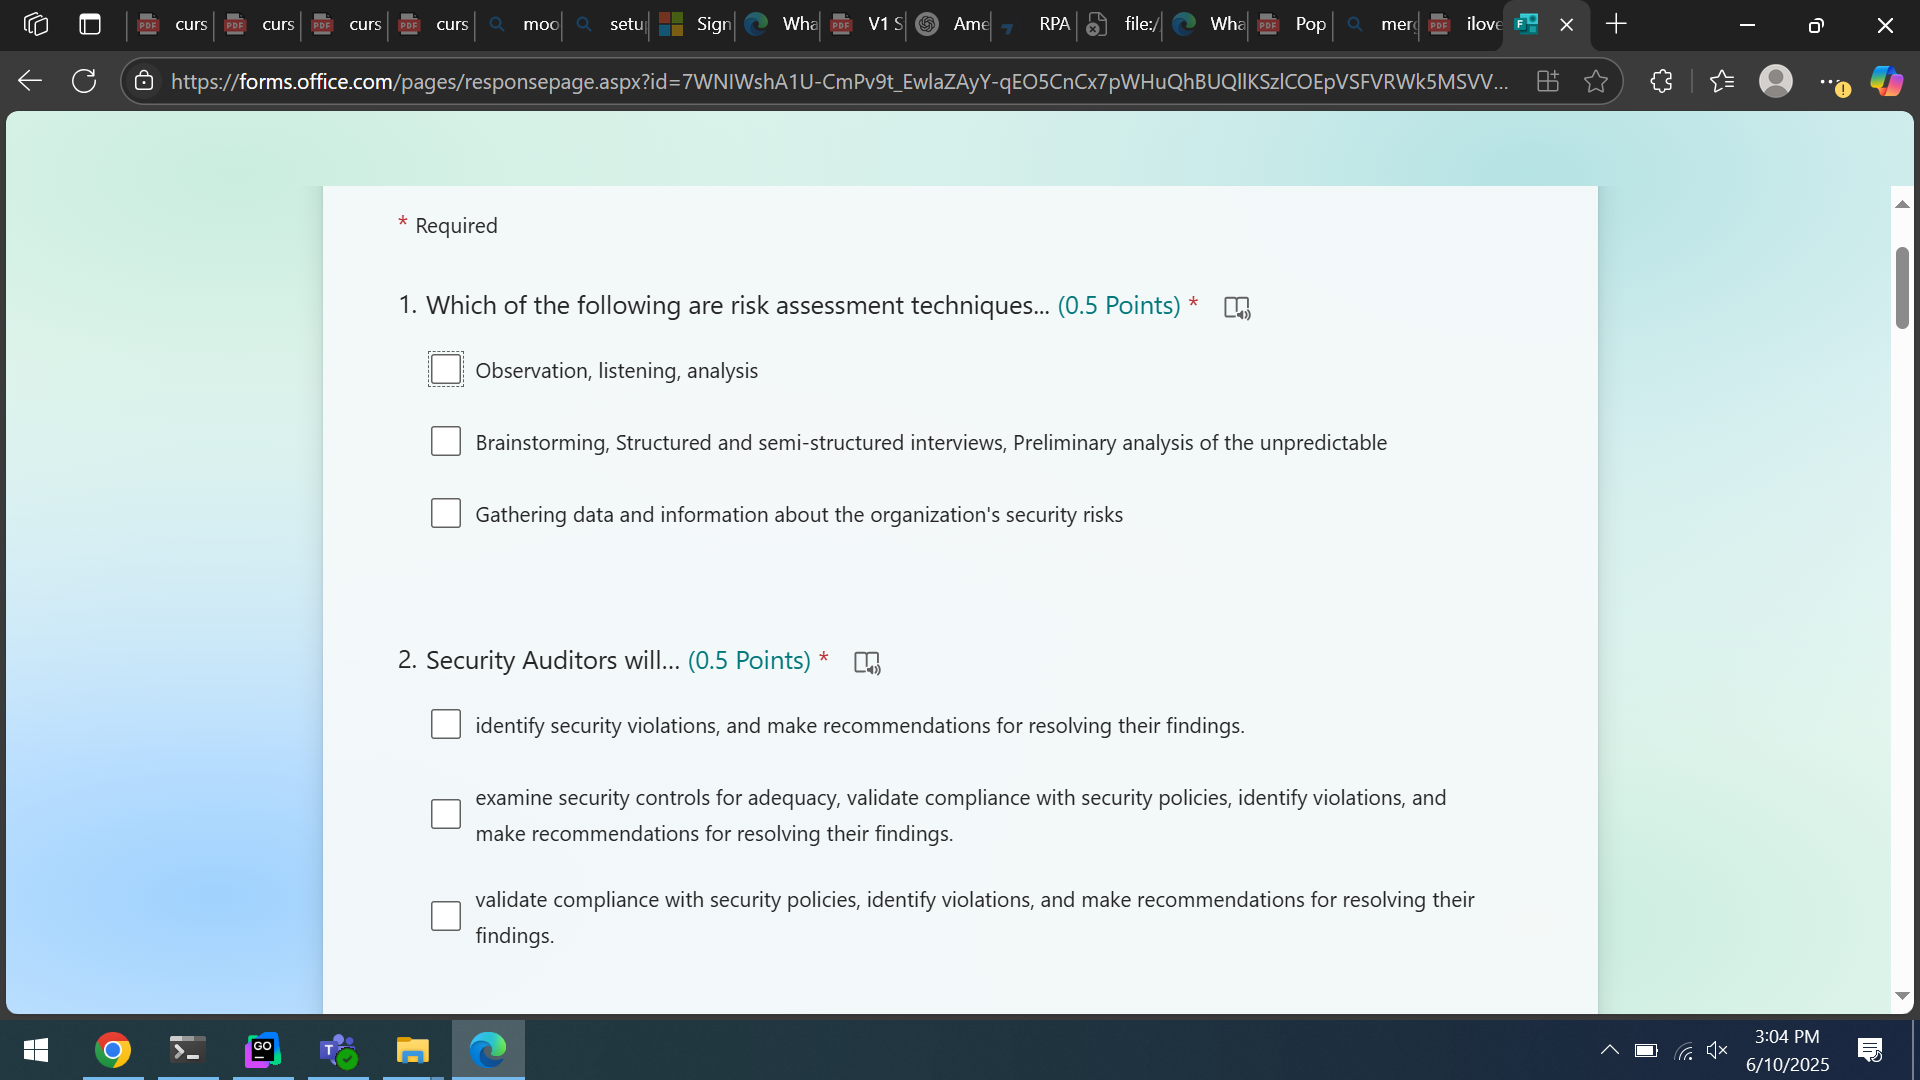 curs
curs
curs
curs
moo
setu
Sign
Wha
V1 S
Ame
RPA
file:/
Wha
Pop
mer
ilove
https://forms.office.com/pages/responsepage.aspx?id=7WNIWshA1U-CmPv9t_EwlaZAyY-qEO5CnCx7pWHuQhBUQllKSzlCOEpVSFVRWk5MSVV...
* Required
1. Which of the following are risk assessment techniques... (0.5 Points) *
Observation, listening, analysis
Brainstorming, Structured and semi-structured interviews, Preliminary analysis of the unpredictable
Gathering data and information about the organization's security risks
2. Security Auditors will... (0.5 Points) *
identify security violations, and make recommendations for resolving their findings.
examine security controls for adequacy, validate compliance with security policies, identify violations, and
make recommendations for resolving their findings.
validate compliance with security policies, identify violations, and make recommendations for resolving their
findings.
GO
T
3:04 PM
6/10/2025